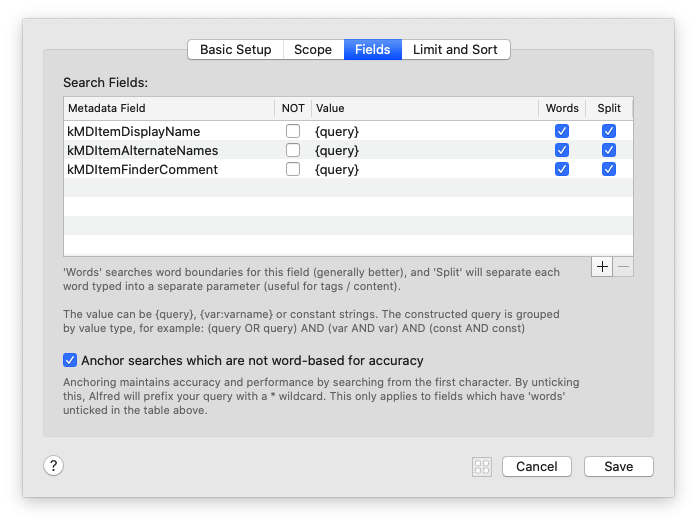 Basic Setup Scope Fields Limit and Sort
Search Fields:
Metadata Field NOT Value Words Split
kMDItemDisplayName {query}
kMDItemAlternateNames {query}
kMDItemFinderComment {query}
+ −
'Words' searches word boundaries for this field (generally better), and 'Split' will separate each
word typed into a separate parameter (useful for tags / content).
The value can be {query}, {var:varname} or constant strings. The constructed query is grouped
by value type, for example: (query OR query) AND (var AND var) AND (const AND const)
Anchor searches which are not word-based for accuracy
Anchoring maintains accuracy and performance by searching from the first character. By unticking
this, Alfred will prefix your query with a * wildcard. This only applies to fields which have 'words'
unticked in the table above.
? Cancel Save